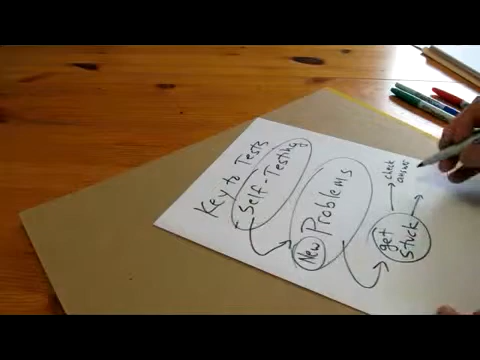 Key to Tests
Self-Testing
New Problems
get
stuck
check
answer